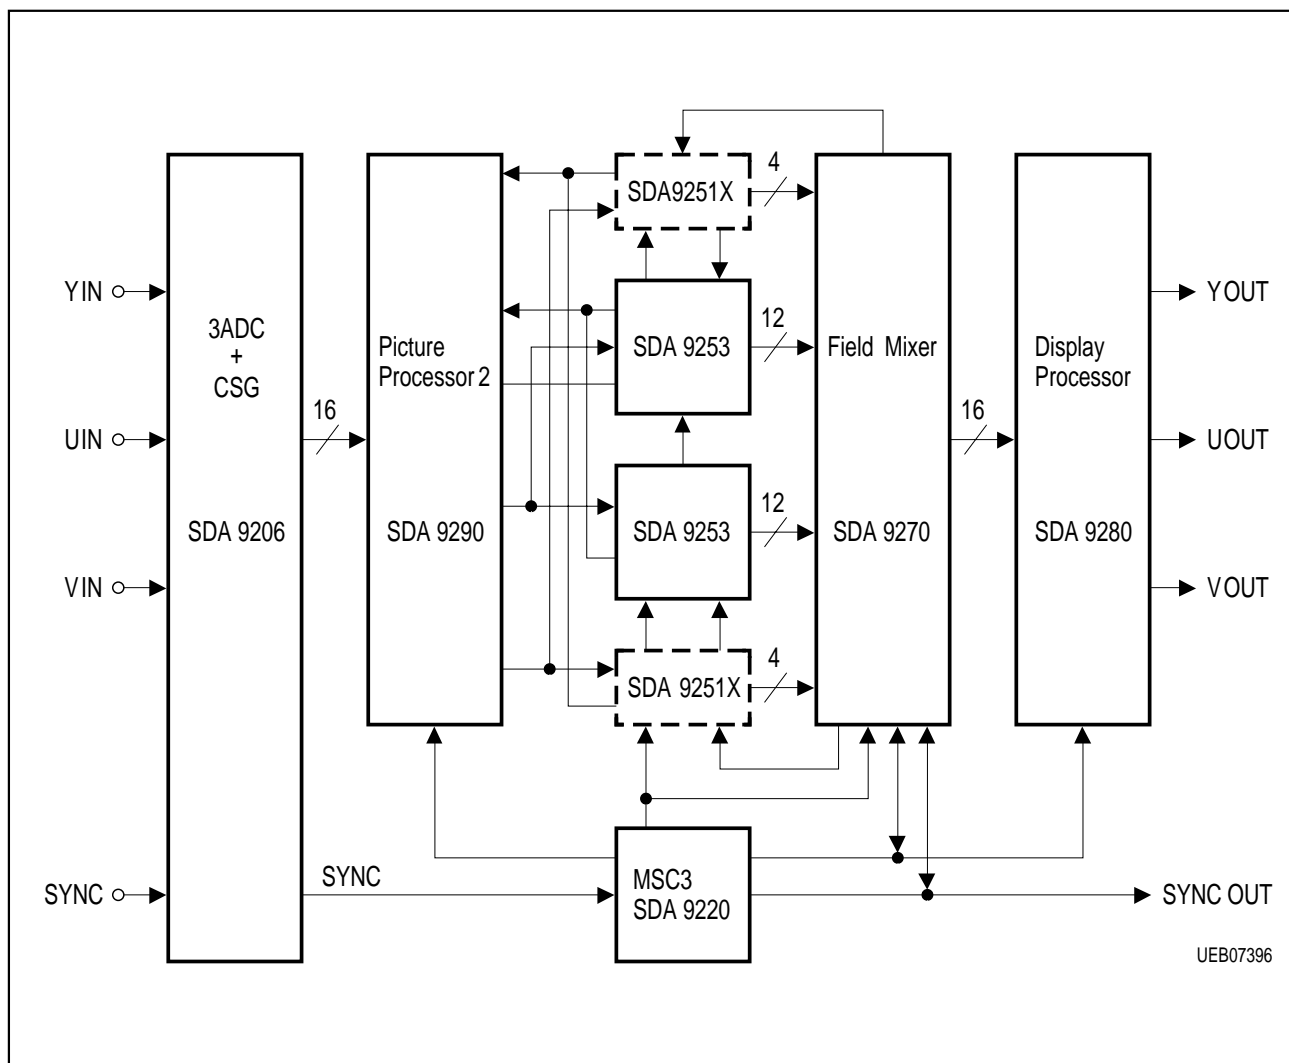 4
SDA9251X
YIN
3ADC
+
CSG
Picture
Processor 2
SDA 9253
12
Field Mixer
Display
Processor
YOUT
UIN
16
16
UOUT
SDA 9206
SDA 9290
SDA 9253
12
SDA 9270
SDA 9280
VIN
VOUT
SDA 9251X
4
SYNC
SYNC
MSC3
SDA 9220
SYNC OUT
UEB07396